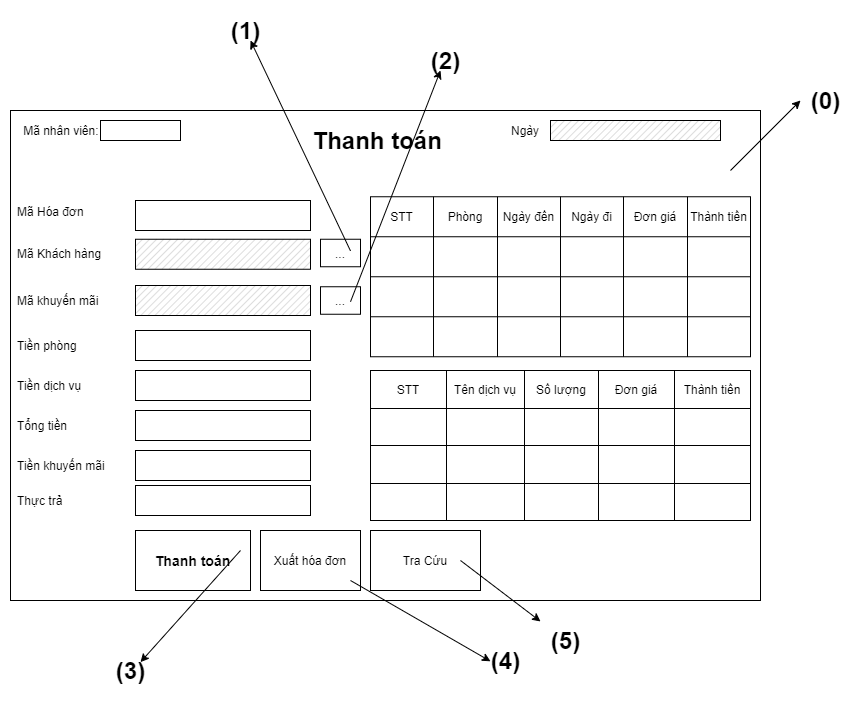 (1)
(2)
(0)
Mã nhân viên:
Thanh toán
Ngày
Mã Hóa đơn
Mã Khách hàng
...
Mã khuyến mãi
...
Tiền phòng
Tiền dịch vụ
Tổng tiền
Tiền khuyến mãi
Thực trả
STT Phòng Ngày đến Ngày đi Đơn giá Thành tiền
STT Tên dịch vụ Số lượng Đơn giá Thành tiền
Thanh toán
Xuất hóa đơn
Tra Cứu
(3)
(4)
(5)